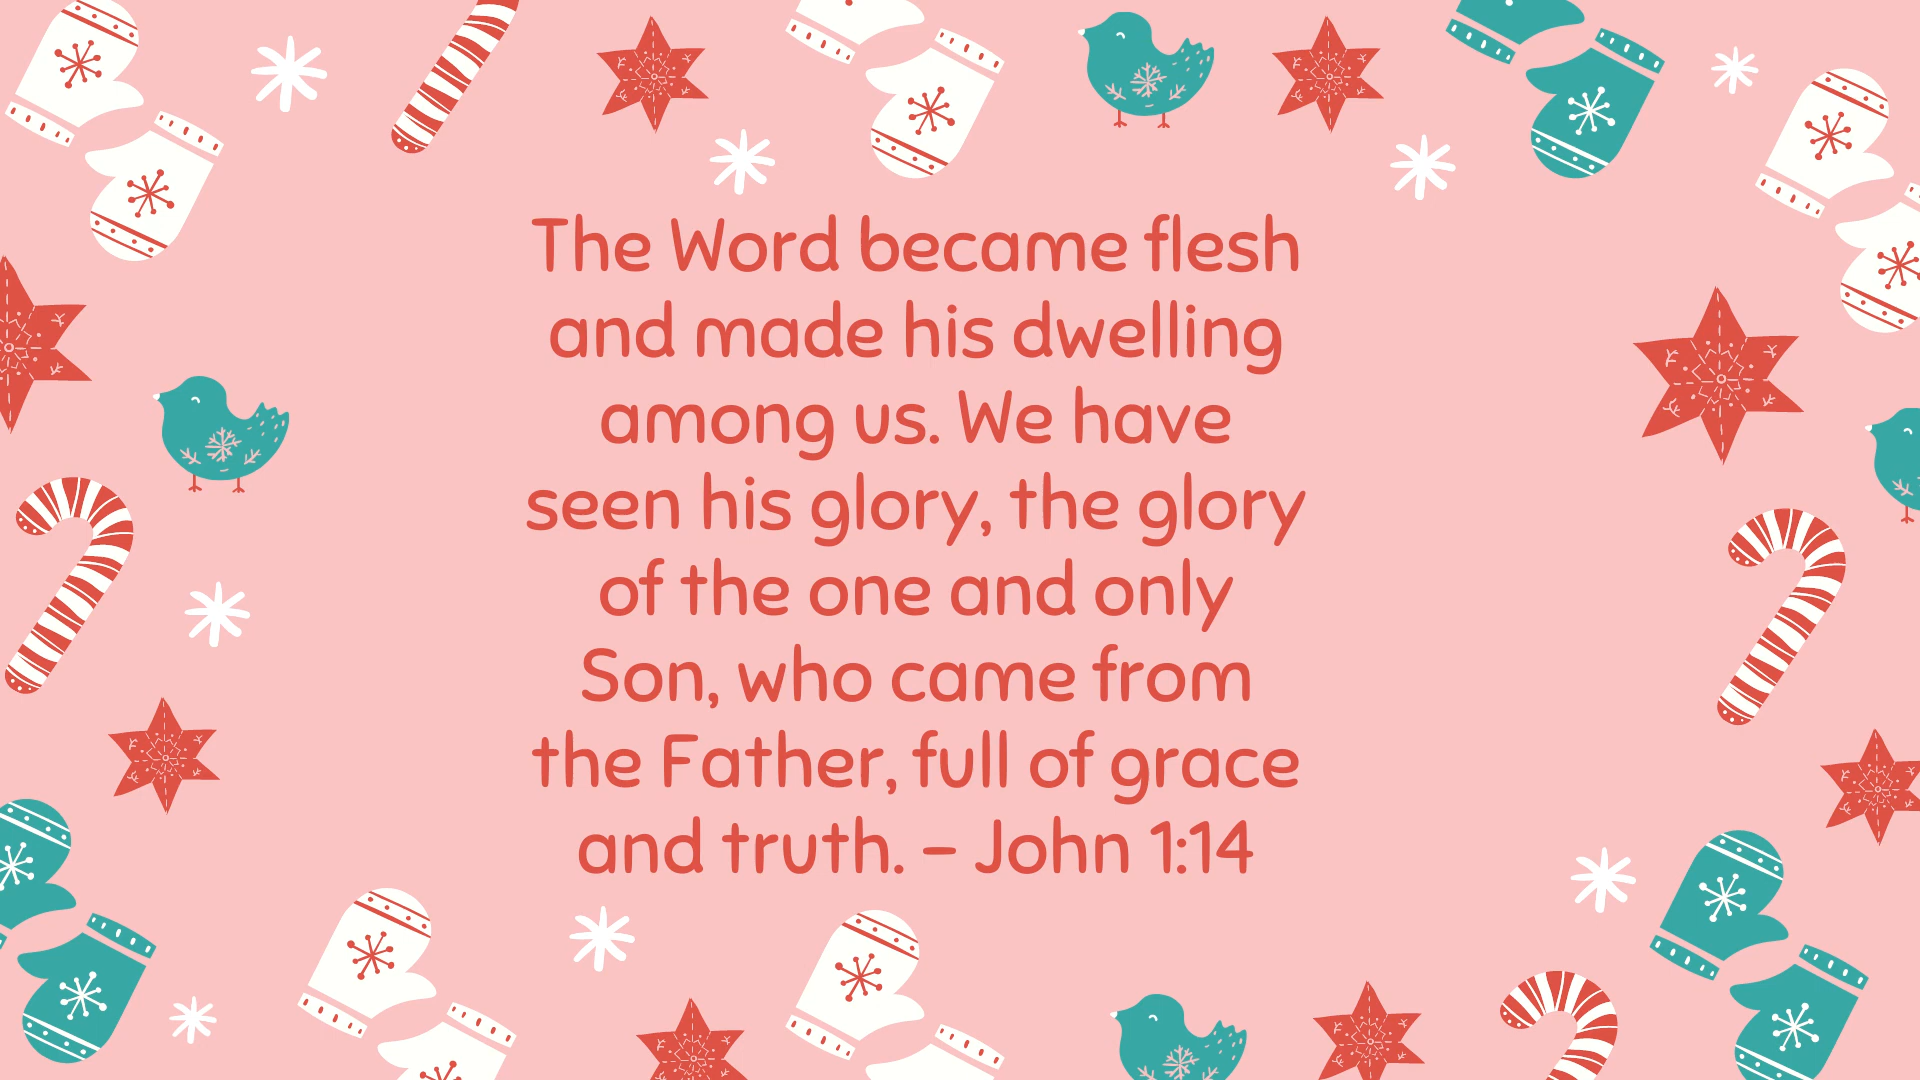 The Word became flesh
and made his dwelling
among us. We have
seen his glory, the glory
of the one and only
Son, who came from
the Father, full of grace
and truth. – John 1:14